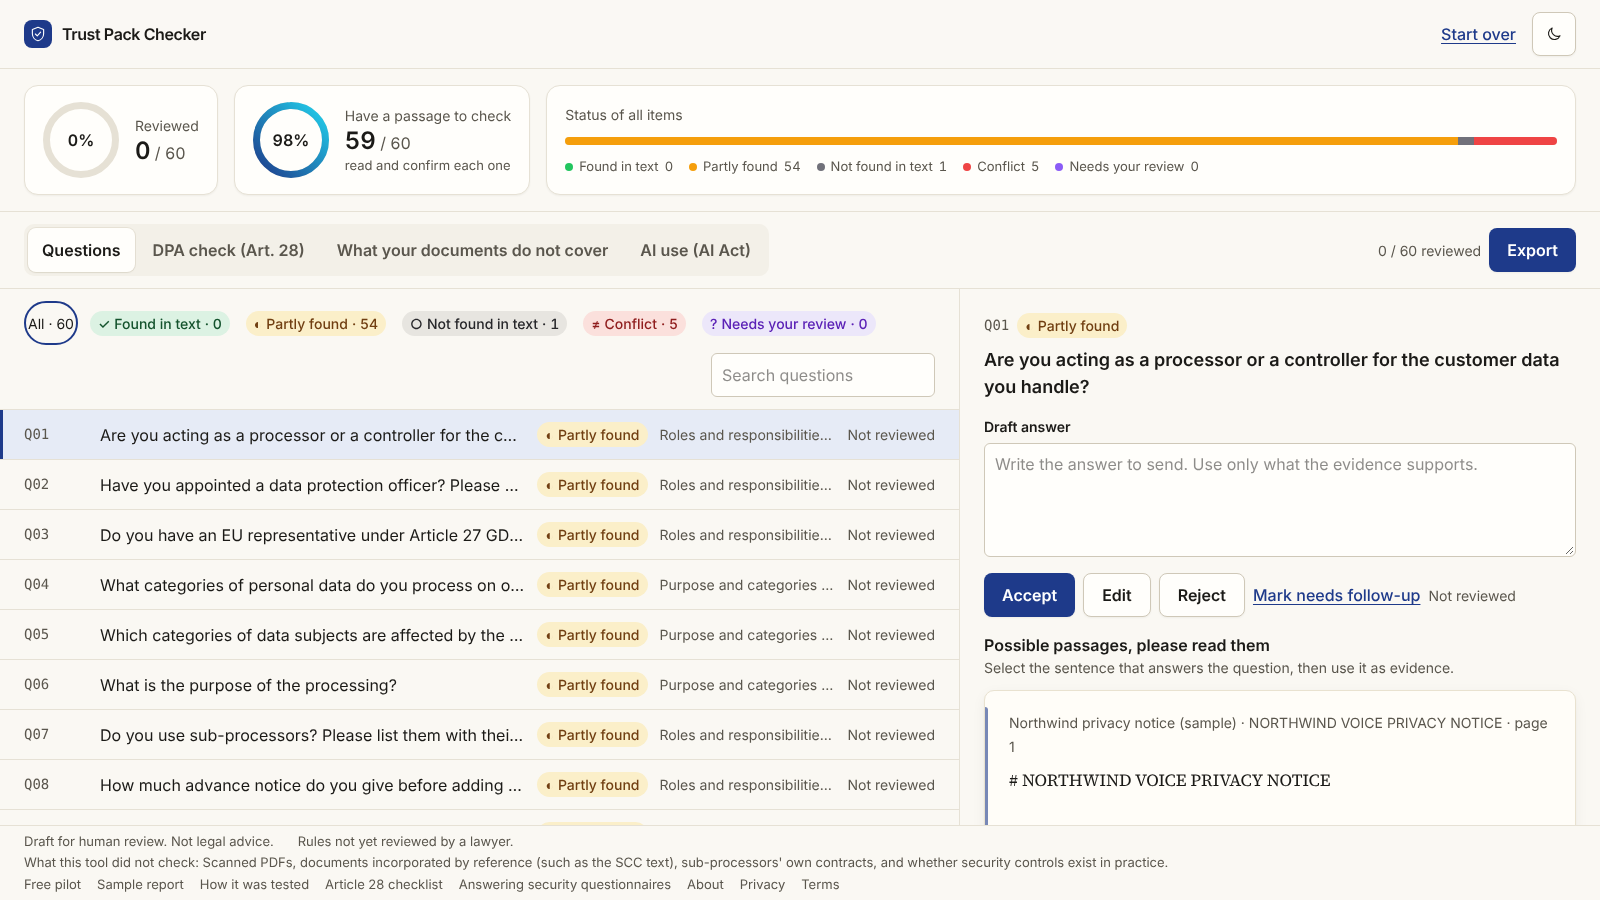 Trust Pack Checker
Start over
0%
Reviewed
0 / 60
98%
Have a passage to check
59 / 60
read and confirm each one
Status of all items
Found in text 0
Partly found 54
Not found in text 1
Conflict 5
Needs your review 0
Questions
DPA check (Art. 28)
What your documents do not cover
AI use (AI Act)
0 / 60 reviewed
Export
All · 60
✓ Found in text · 0
Partly found · 54
Not found in text · 1
≠ Conflict · 5
? Needs your review · 0
Search questions
Q01 Are you acting as a processor or a controller for the c... Partly found Roles and responsibilitie... Not reviewed
Q02 Have you appointed a data protection officer? Please ... Partly found Roles and responsibilitie... Not reviewed
Q03 Do you have an EU representative under Article 27 GD... Partly found Roles and responsibilitie... Not reviewed
Q04 What categories of personal data do you process on o... Partly found Purpose and categories ... Not reviewed
Q05 Which categories of data subjects are affected by the ... Partly found Purpose and categories ... Not reviewed
Q06 What is the purpose of the processing? Partly found Purpose and categories ... Not reviewed
Q07 Do you use sub-processors? Please list them with thei... Partly found Roles and responsibilitie... Not reviewed
Q08 How much advance notice do you give before adding ... Partly found Roles and responsibilitie... Not reviewed
Q01 Partly found
Are you acting as a processor or a controller for the customer data
you handle?
Draft answer
Write the answer to send. Use only what the evidence supports.
Accept
Edit
Reject
Mark needs follow-up
Not reviewed
Possible passages, please read them
Select the sentence that answers the question, then use it as evidence.
Northwind privacy notice (sample) · NORTHWIND VOICE PRIVACY NOTICE · page
1
# NORTHWIND VOICE PRIVACY NOTICE
Draft for human review. Not legal advice. Rules not yet reviewed by a lawyer.
What this tool did not check: Scanned PDFs, documents incorporated by reference (such as the SCC text), sub-processors' own contracts, and whether security controls exist in practice.
Free pilot Sample report How it was tested Article 28 checklist Answering security questionnaires About Privacy Terms